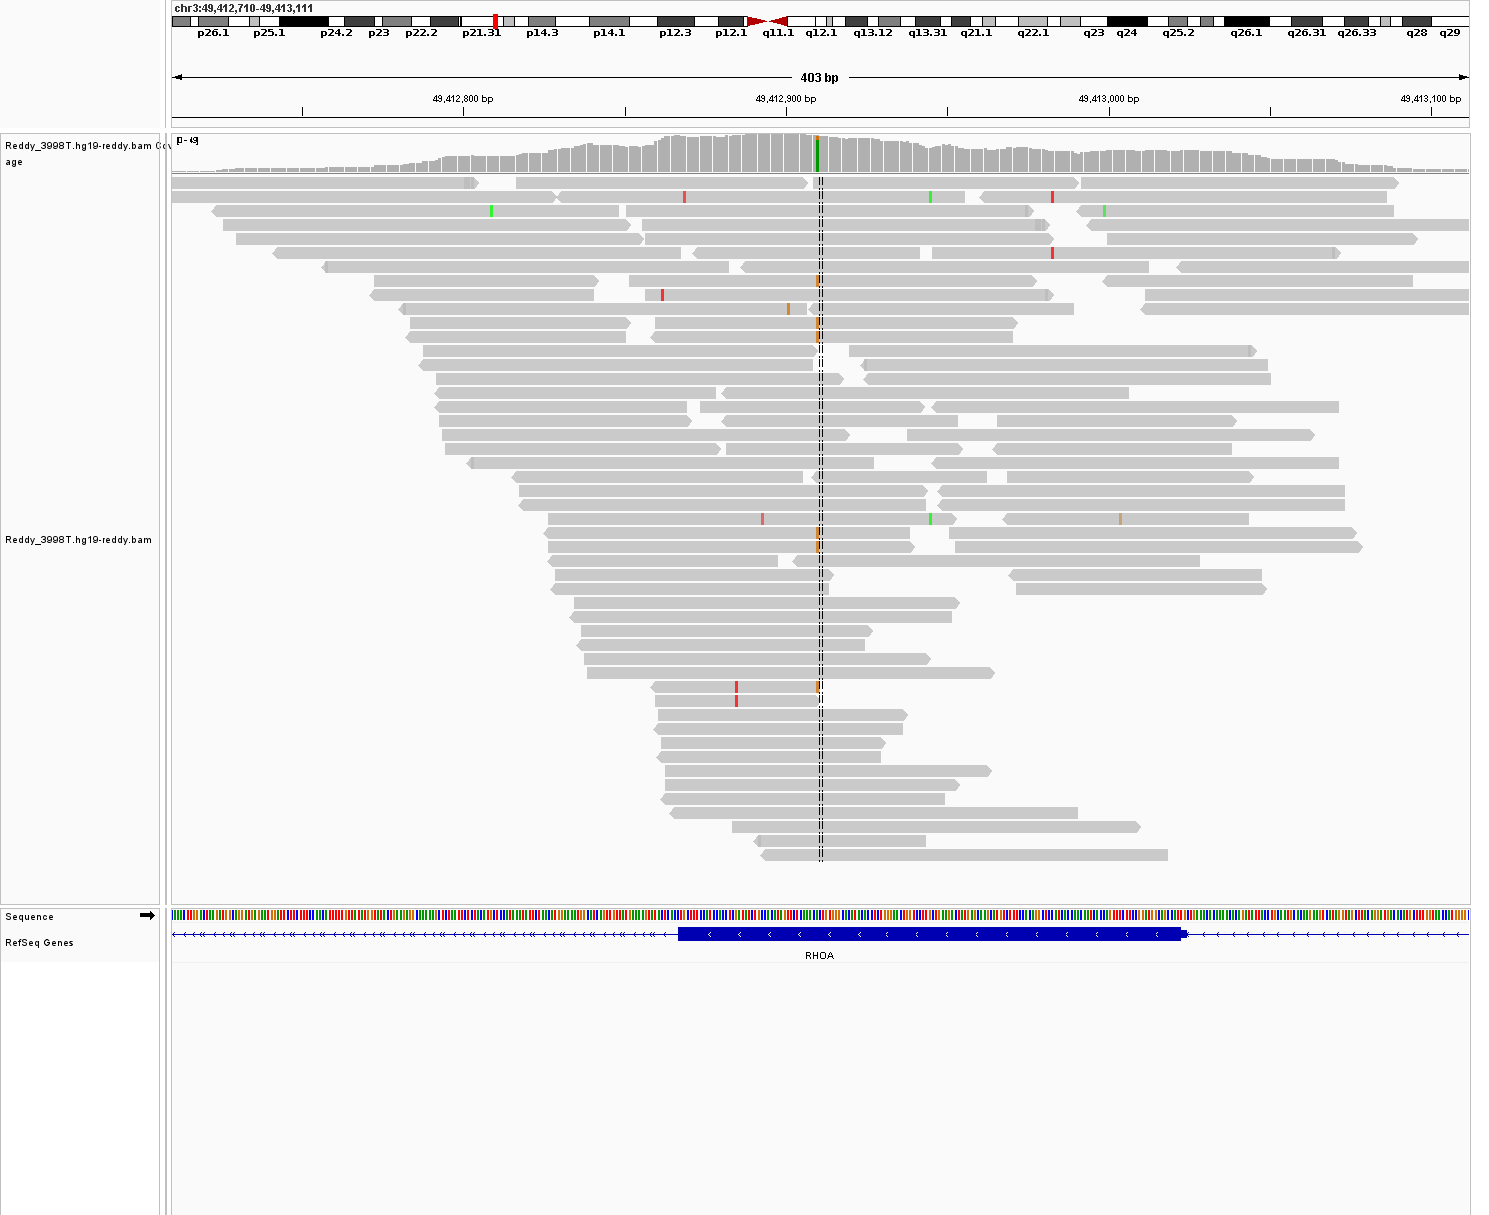 chr3:49,412,710-49,413,111
p26.1 p25.1 p24.2 p23 p22.2 p21.31 p14.3 p14.1 p12.3 p12.1 q11.1 q12.1 q13.12 q13.31 q21.1 q22.1 q23 q24 q25.2 q26.1 q26.31 q26.33 q28 q29
403 bp
49,412,800 bp 49,412,900 bp 49,413,000 bp 49,413,100 bp
Reddy_3998T.hg19-reddy.bam Cov
age
[0 - 49]
Reddy_3998T.hg19-reddy.bam
Sequence
RefSeq Genes
RHOA